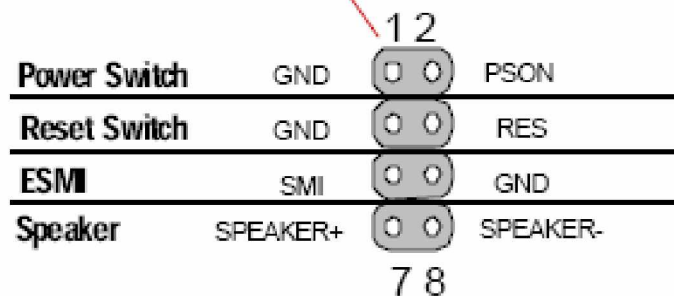 1 2
Power Switch GND PSON
Reset Switch GND RES
ESMI SMI GND
Speaker SPEAKER+ SPEAKER-
7 8